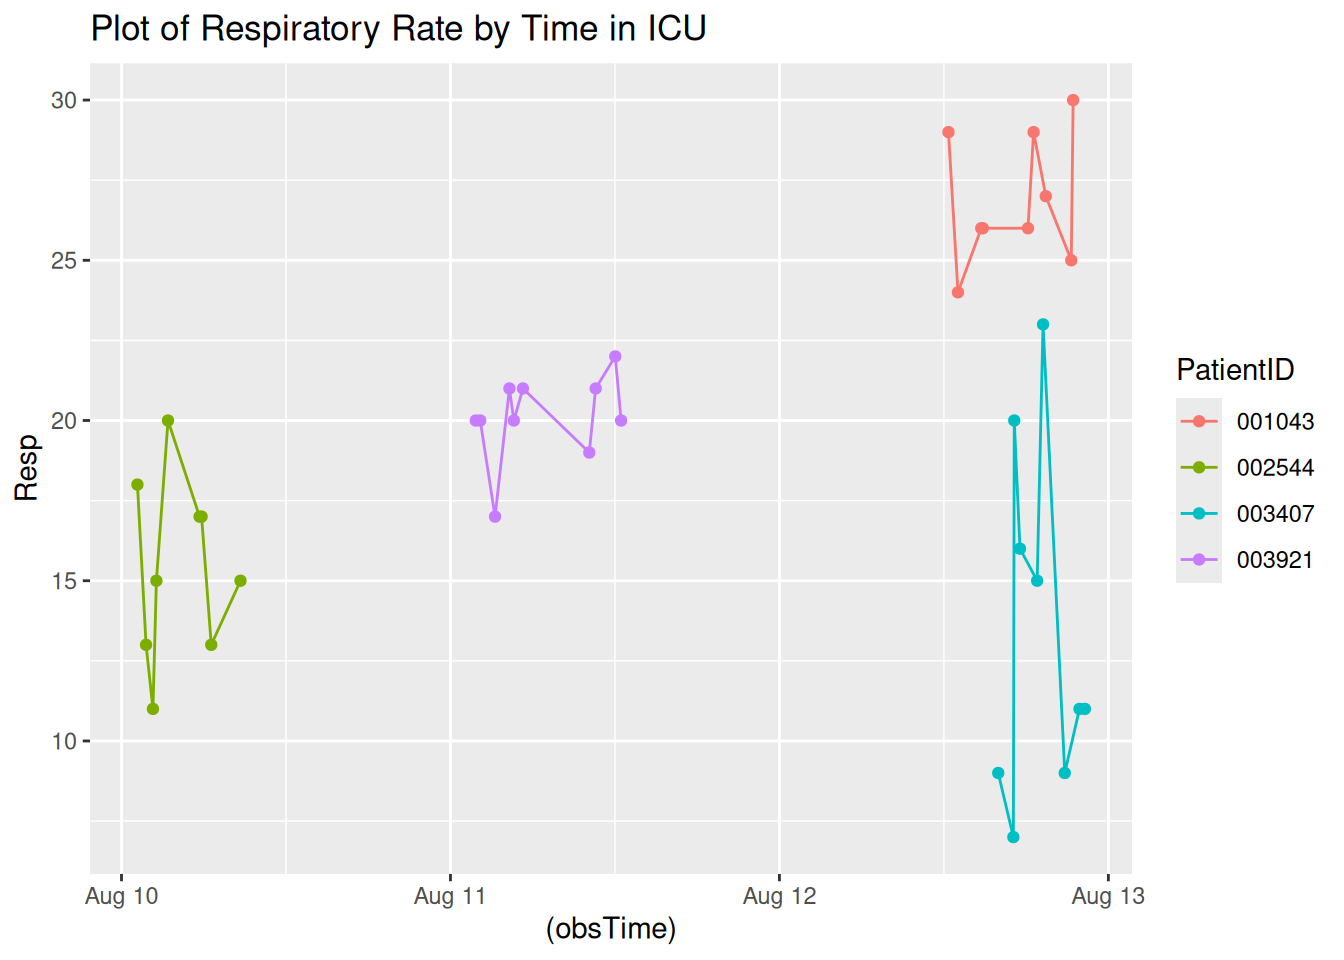 Plot of Respiratory Rate by Time in ICU
30
25
20
15
10
Resp
Aug 10 Aug 11 Aug 12 Aug 13
(obsTime)
PatientID
001043
002544
003407
003921